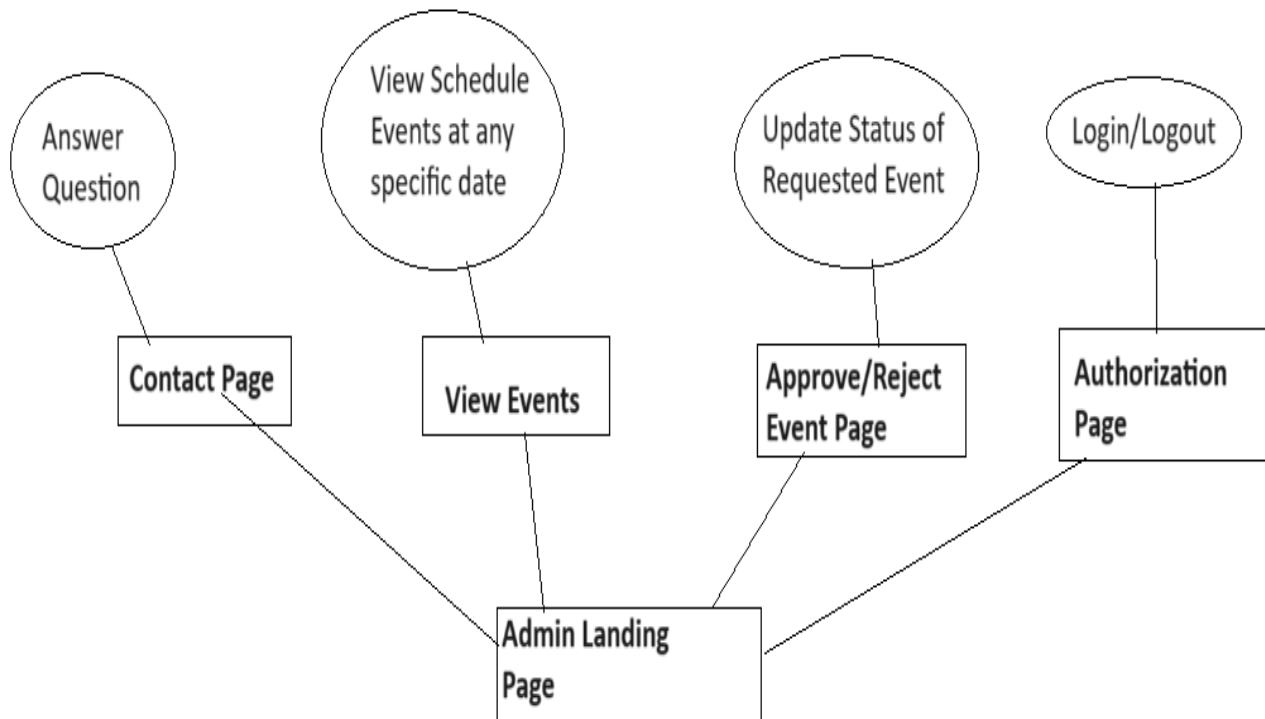 Answer
Question
View Schedule
Events at any
specific date
Update Status of
Requested Event
Login/Logout
Contact Page
View Events
Approve/Reject
Event Page
Authorization
Page
Admin Landing
Page